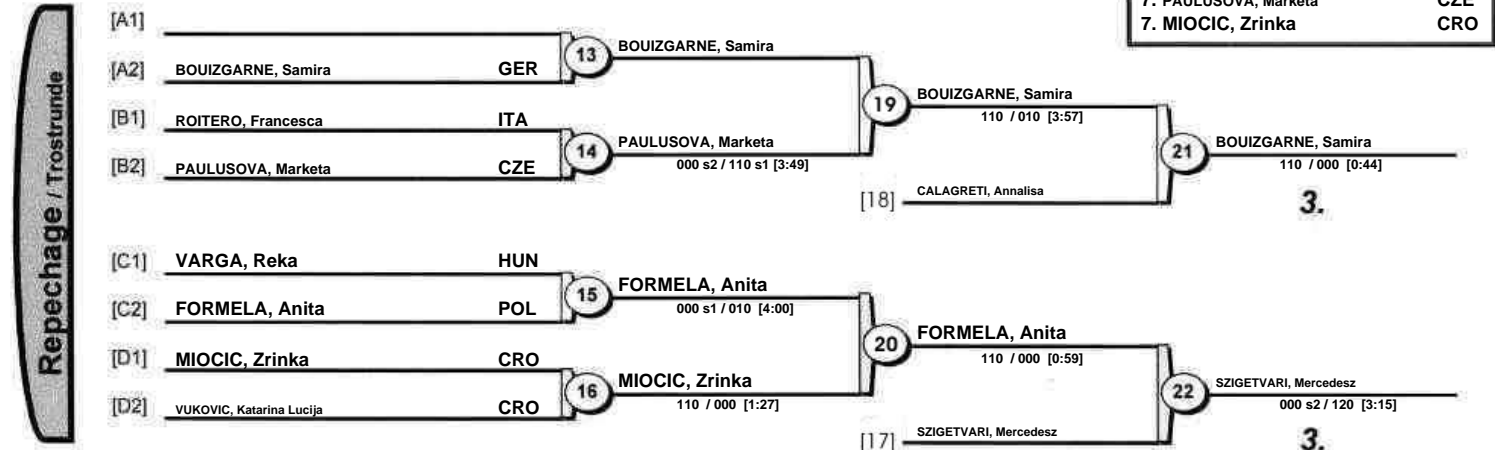 7. PAULUSOVA, Marketa CZE
7. MIOCIC, Zrinka CRO
Repechage / Trostrunde
[A1]
[A2] BOUIZGARNE, Samira GER
13 BOUIZGARNE, Samira
[B1] ROITERO, Francesca ITA
[B2] PAULUSOVA, Marketa CZE
14 PAULUSOVA, Marketa
000 s2 / 110 s1 [3:49]
19 BOUIZGARNE, Samira
110 / 010 [3:57]
[18] CALAGRETI, Annalisa
21 BOUIZGARNE, Samira
110 / 000 [0:44]
3.
[C1] VARGA, Reka HUN
[C2] FORMELA, Anita POL
15 FORMELA, Anita
000 s1 / 010 [4:00]
[D1] MIOCIC, Zrinka CRO
[D2] VUKOVIC, Katarina Lucija CRO
16 MIOCIC, Zrinka
110 / 000 [1:27]
20 FORMELA, Anita
110 / 000 [0:59]
[17] SZIGETVARI, Mercedesz
22 SZIGETVARI, Mercedesz
000 s2 / 120 [3:15]
3.